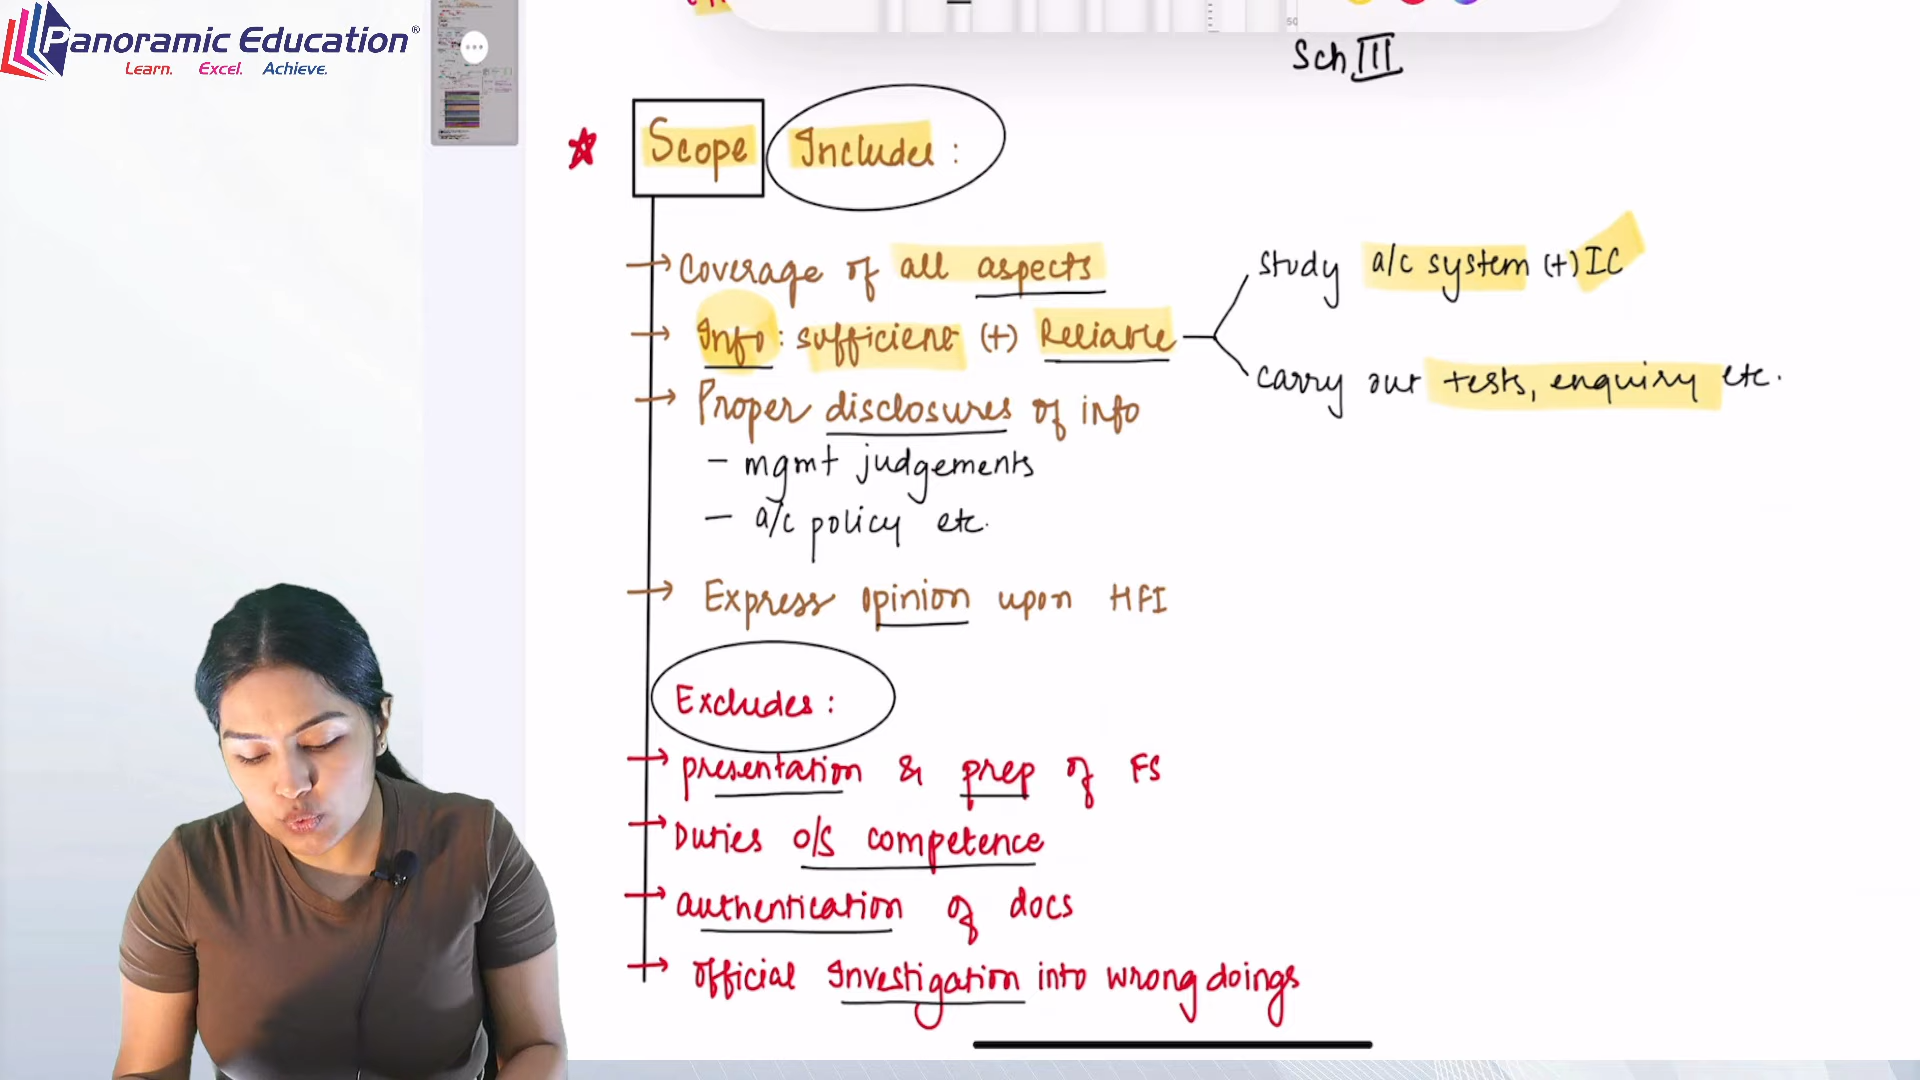 Panoramic Education®
Learn. Excel. Achieve.
50
Sch III
Scope Includes:
→ Coverage of all aspects
→ Info: sufficient (+) Reliable
study a/c system (+) IC
carry out tests, enquiry etc.
→ Proper disclosures of info
- mgmt judgements
- a/c policy etc.
→ Express opinion upon HFI
Excludes:
→ presentation & prep of FS
→ Duties o/s competence
→ authentication of docs
→ official Investigation into wrong doings